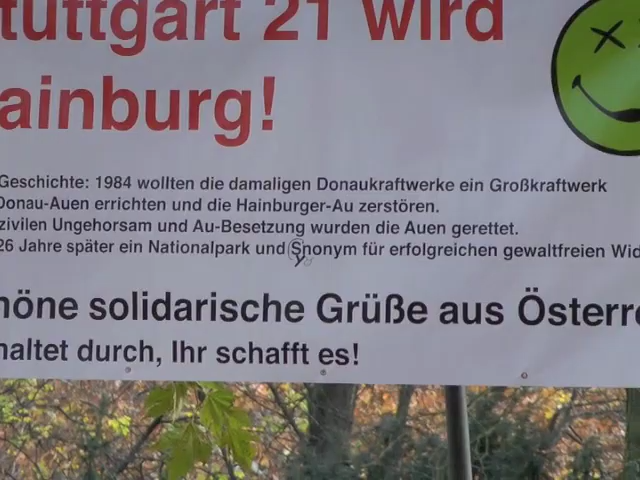 tuttgart 21 wird
ainburg!
Geschichte: 1984 wollten die damaligen Donaukraftwerke ein Großkraftwerk
Donau-Auen errichten und die Hainburger-Au zerstören.
zivilen Ungehorsam und Au-Besetzung wurden die Auen gerettet.
26 Jahre später ein Nationalpark und Synonym für erfolgreichen gewaltfreien Wid
höne solidarische Grüße aus Österre
haltet durch, Ihr schafft es!